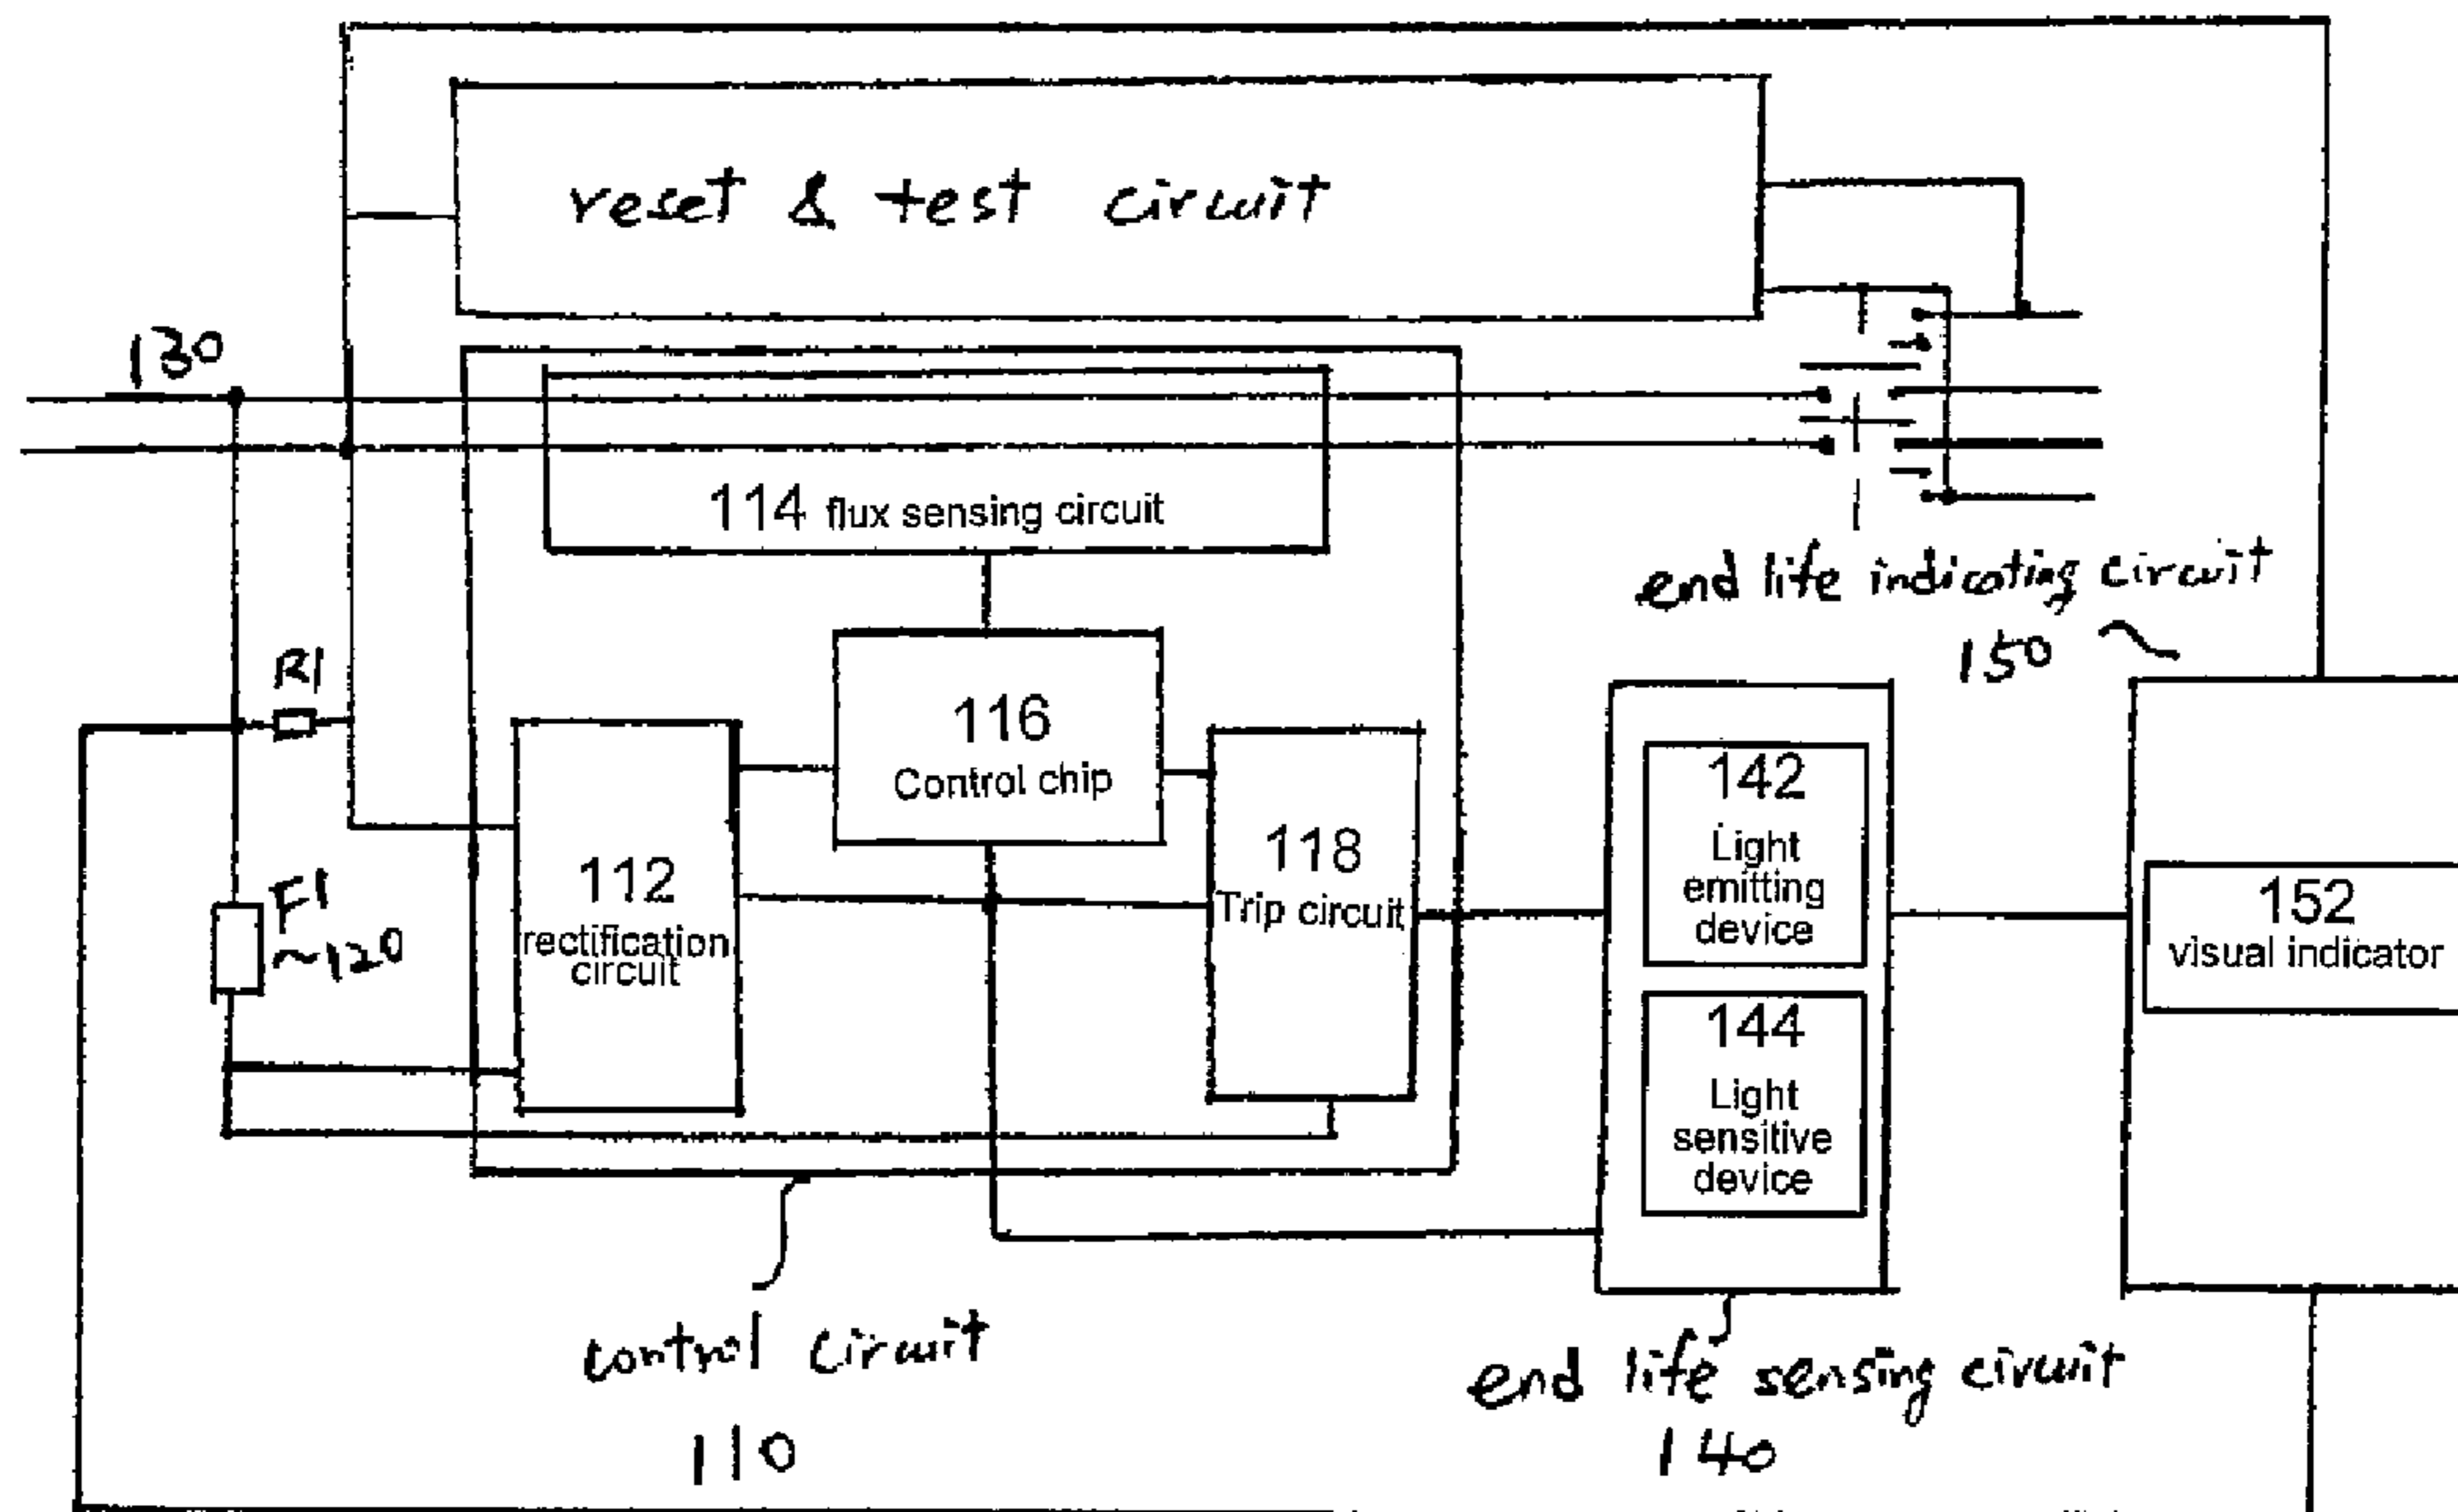 reset & test circuit
130
114 flux sensing circuit
end life indicating circuit
150
R1
116
Control chip
142
Light
emitting
device
118
Trip circuit
112
rectification
circuit
F1
~120
152
visual indicator
144
Light
sensitive
device
control circuit
110
end life sensing circuit
140